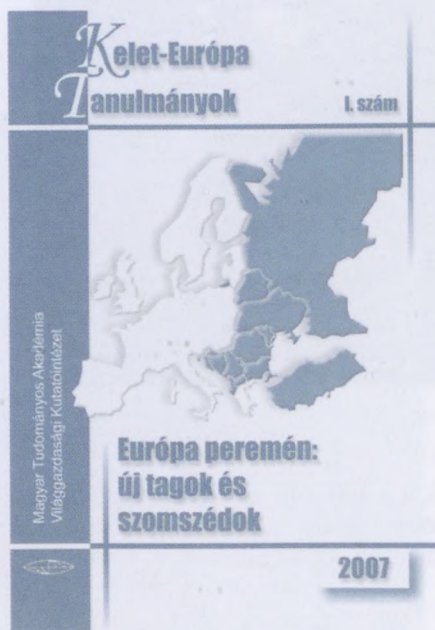 Kelet-Európa
Tanulmányok
I. szám
Magyar Tudományos Akadémia
Világgazdasági Kutatóintézet
Európa peremén:
új tagok és
szomszédok
2007